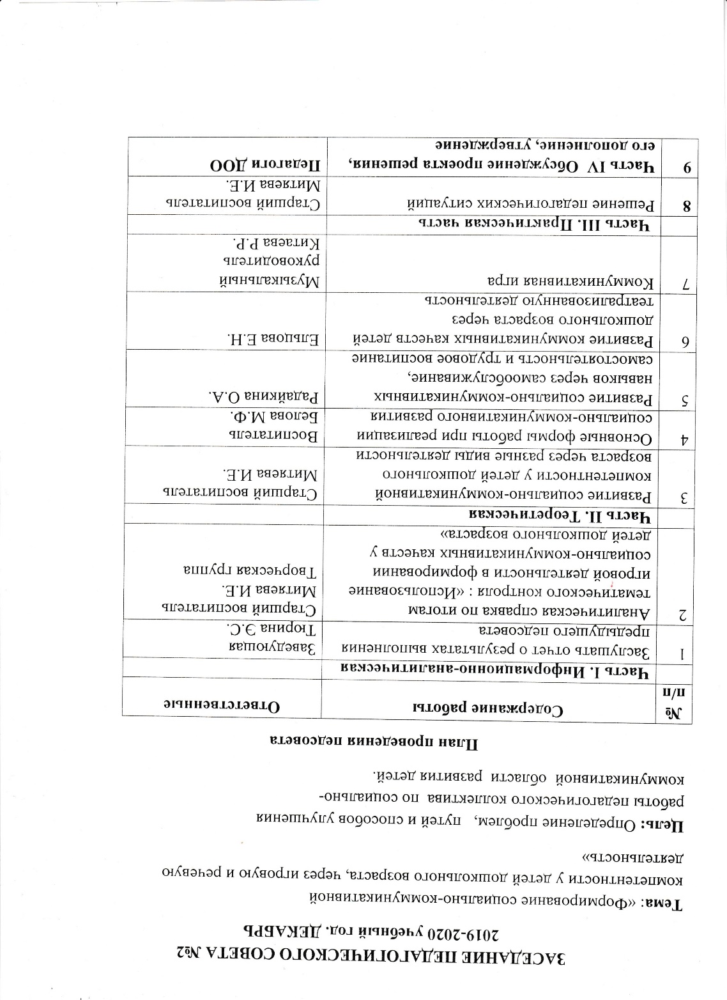 ЗАСЕДАНИЕ ПЕДАГОГИЧЕСКОГО СОВЕТА №2
2019-2020 учебный год. ДЕКАБРЬ
Тема: «Формирование социально-коммуникативной
компетентности у детей дошкольного возраста, через игровую и речевую
деятельность»
Цель: Определение проблем, путей и способов улучшения
работы педагогического коллектива по социально-
коммуникативной области развития детей.
План проведения педсовета
№
п/п
Содержание работы
Ответственные
Часть I. Информационно-аналитическая
1
Заслушать отчет о результатах выполнения
предыдущего педсовета
Заведующая
Тюрина Э.С.
2
Аналитическая справка по итогам
тематического контроля : «Использование
игровой деятельности в формировании
социально-коммуникативных качеств у
детей дошкольного возраста»
Старший воспитатель
Митяева И.Е.
Творческая группа
Часть II. Теоретическая
3
Развитие социально-коммуникативной
компетентности у детей дошкольного
возраста через разные виды деятельности
Старший воспитатель
Митяева И.Е.
4
Основные формы работы при реализации
социально-коммуникативного развития
Воспитатель
Белова М.Ф.
5
Развитие социально-коммуникативных
навыков через самообслуживание,
самостоятельность и трудовое воспитание
Радайкина О.А.
6
Развитие коммуникативных качеств детей
дошкольного возраста через
театрализованную деятельность
Ельцова Е.Н.
7
Коммуникативная игра
Музыкальный
руководитель
Китаева Р.Р.
Часть III. Практическая часть
8
Решение педагогических ситуаций
Старший воспитатель
Митяева И.Е.
9
Часть IV Обсуждение проекта решения,
его дополнение, утверждение
Педагоги ДОО